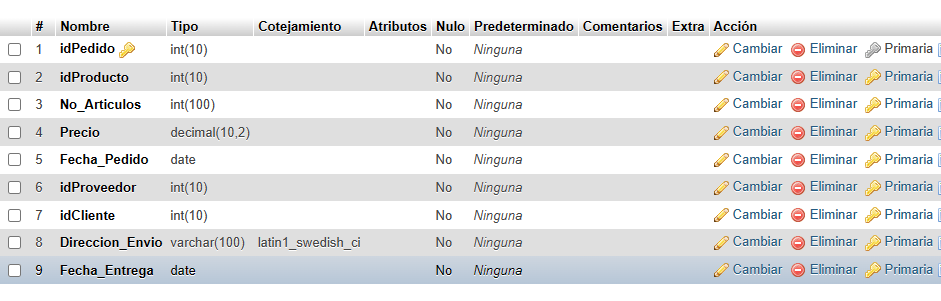 # Nombre Tipo Cotejamiento Atributos Nulo Predeterminado Comentarios Extra Acción
1 idPedido int(10) No Ninguna Cambiar Eliminar Primaria
2 idProducto int(10) No Ninguna Cambiar Eliminar Primaria
3 No_Articulos int(100) No Ninguna Cambiar Eliminar Primaria
4 Precio decimal(10,2) No Ninguna Cambiar Eliminar Primaria
5 Fecha_Pedido date No Ninguna Cambiar Eliminar Primaria
6 idProveedor int(10) No Ninguna Cambiar Eliminar Primaria
7 idCliente int(10) No Ninguna Cambiar Eliminar Primaria
8 Direccion_Envio varchar(100) latin1_swedish_ci No Ninguna Cambiar Eliminar Primaria
9 Fecha_Entrega date No Ninguna Cambiar Eliminar Primaria